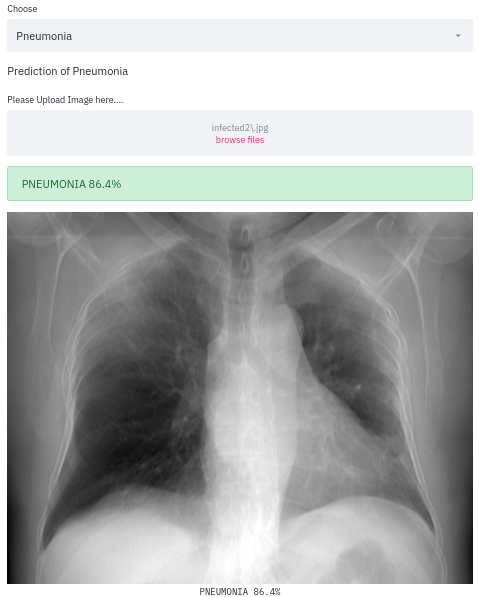 Choose
Pneumonia
Prediction of Pneumonia
Please Upload Image here....
infected2\.jpg
browse files
PNEUMONIA 86.4%
PNEUMONIA 86.4%